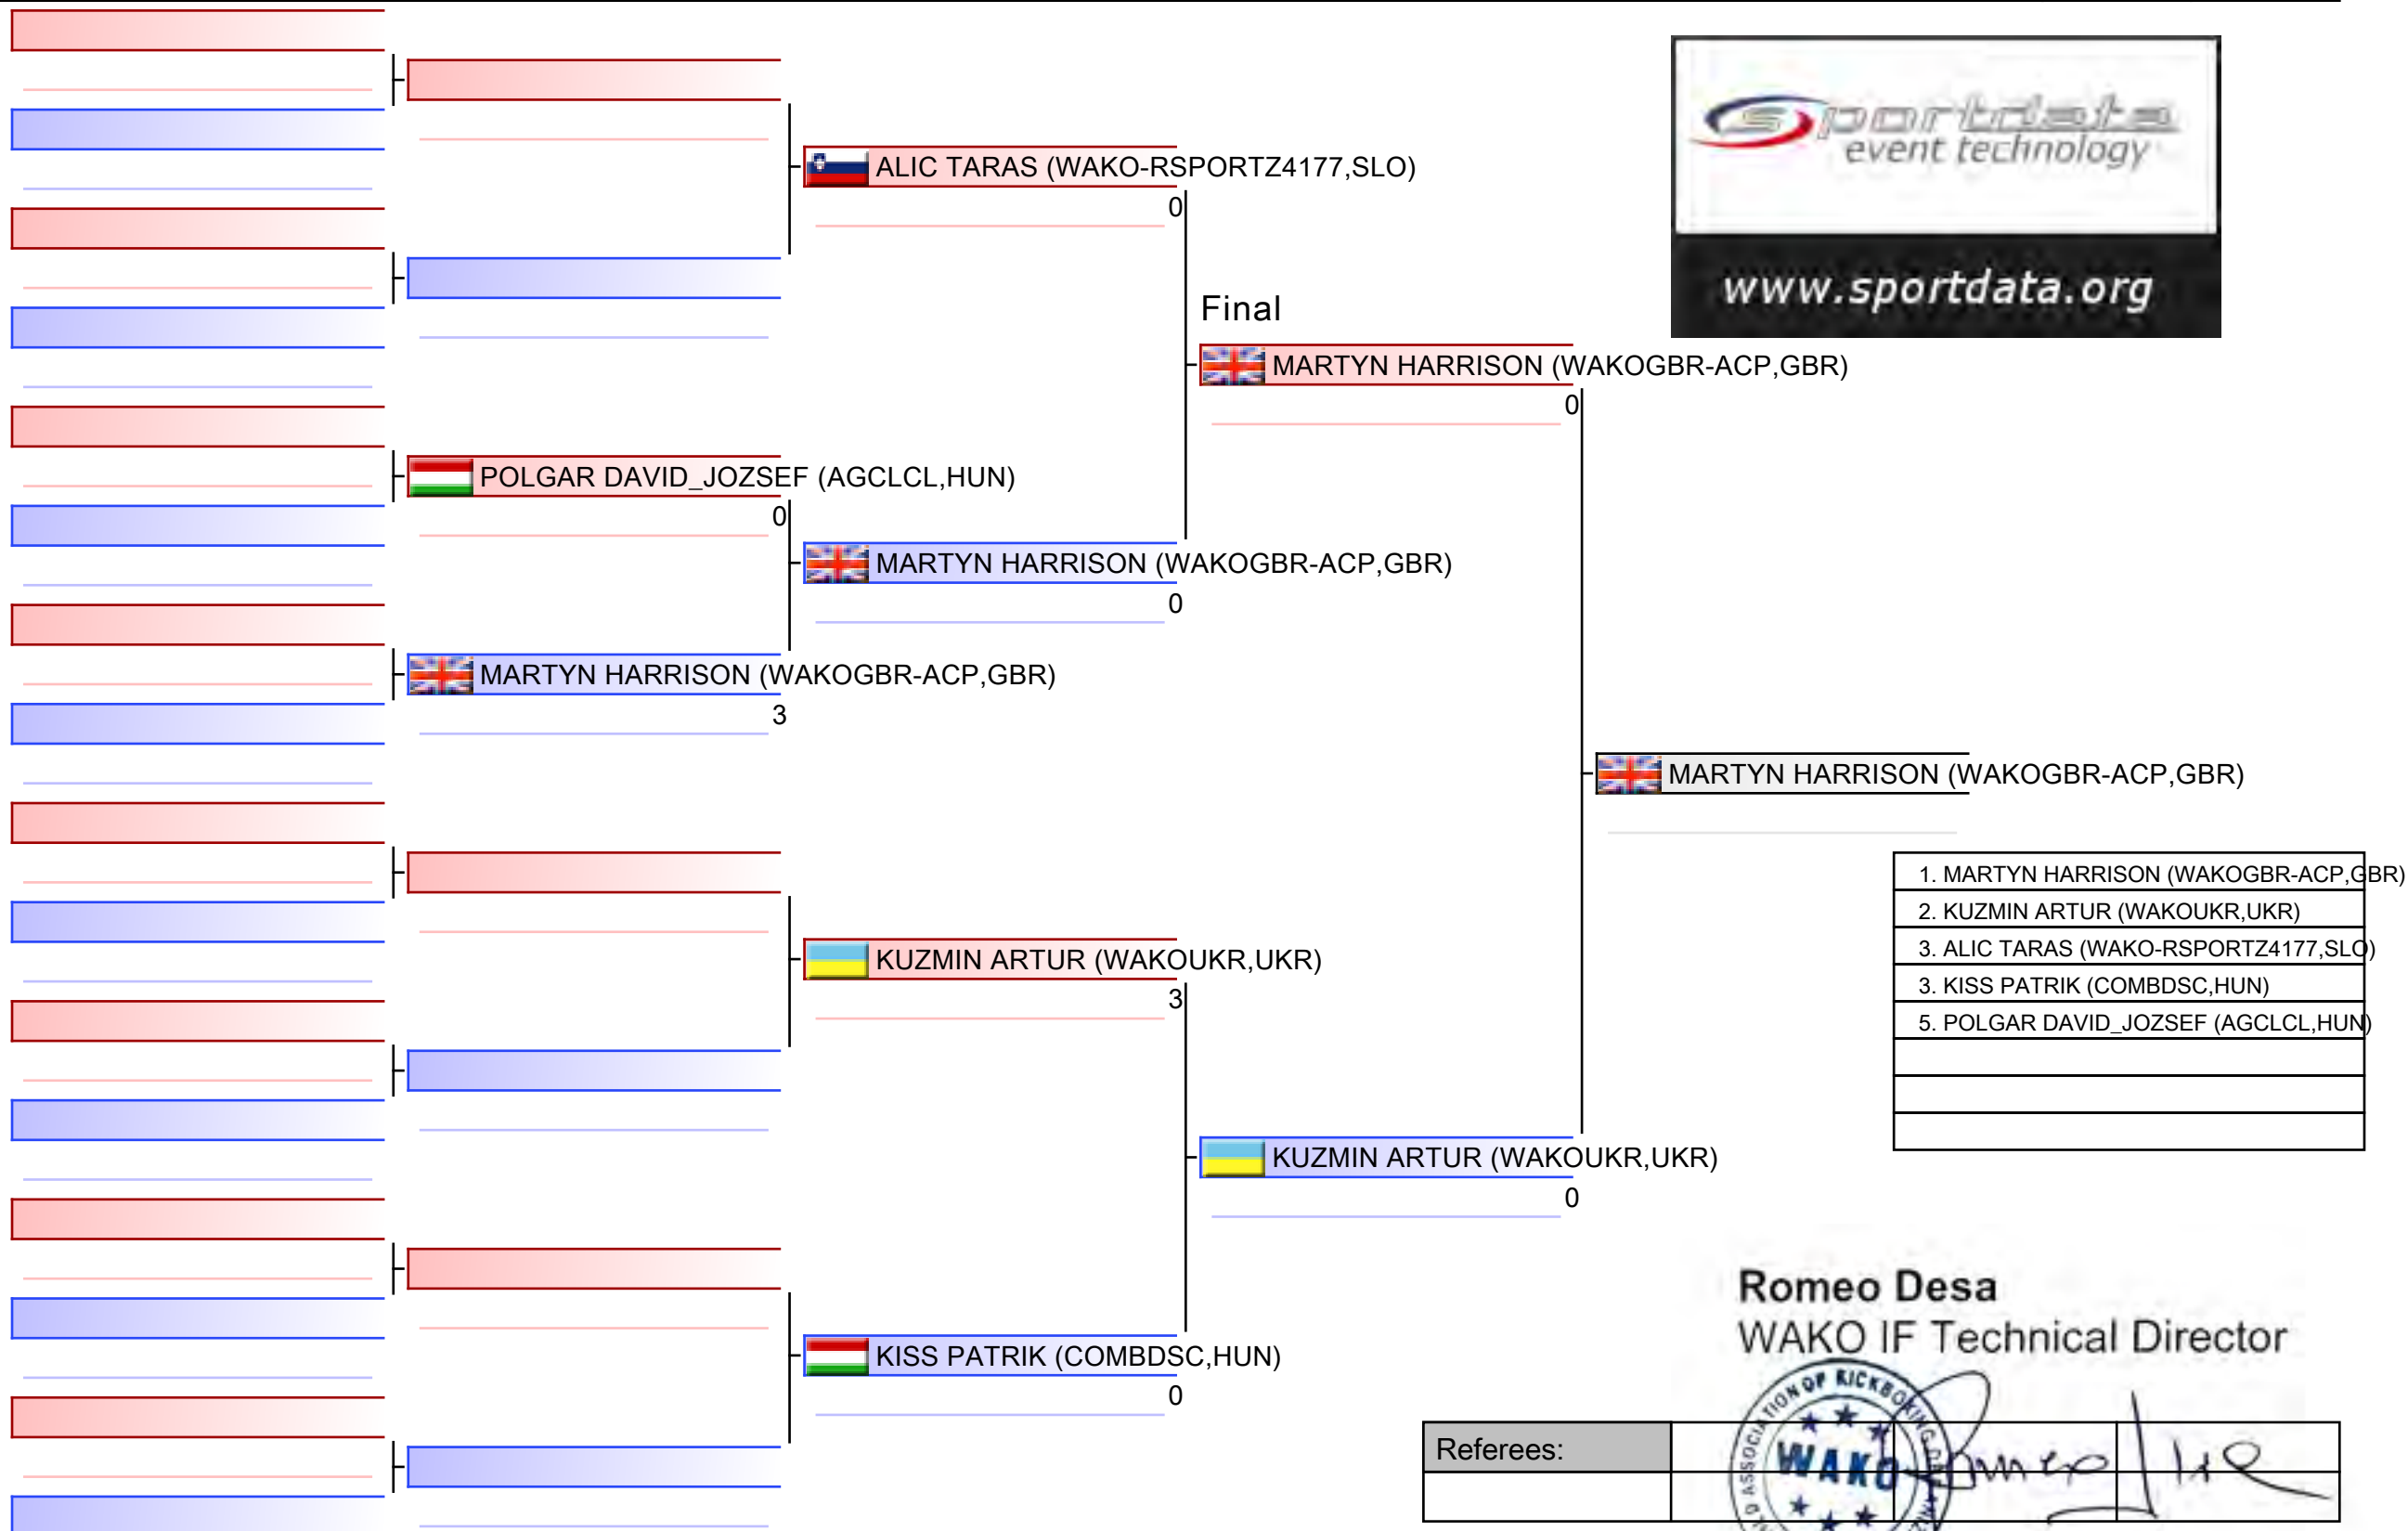 sportdata
event technology
www.sportdata.org
ALIC TARAS (WAKO-RSPORTZ4177,SLO)
0
Final
MARTYN HARRISON (WAKOGBR-ACP,GBR)
0
POLGAR DAVID_JOZSEF (AGCLCL,HUN)
0
MARTYN HARRISON (WAKOGBR-ACP,GBR)
0
MARTYN HARRISON (WAKOGBR-ACP,GBR)
3
MARTYN HARRISON (WAKOGBR-ACP,GBR)
1. MARTYN HARRISON (WAKOGBR-ACP,GBR)
2. KUZMIN ARTUR (WAKOUKR,UKR)
3. ALIC TARAS (WAKO-RSPORTZ4177,SLO)
3. KISS PATRIK (COMBDSC,HUN)
5. POLGAR DAVID_JOZSEF (AGCLCL,HUN)
KUZMIN ARTUR (WAKOUKR,UKR)
3
KUZMIN ARTUR (WAKOUKR,UKR)
0
KISS PATRIK (COMBDSC,HUN)
0
Romeo Desa
WAKO IF Technical Director
Referees:
ASSOCIATION OF KICKBOXING
WAKO